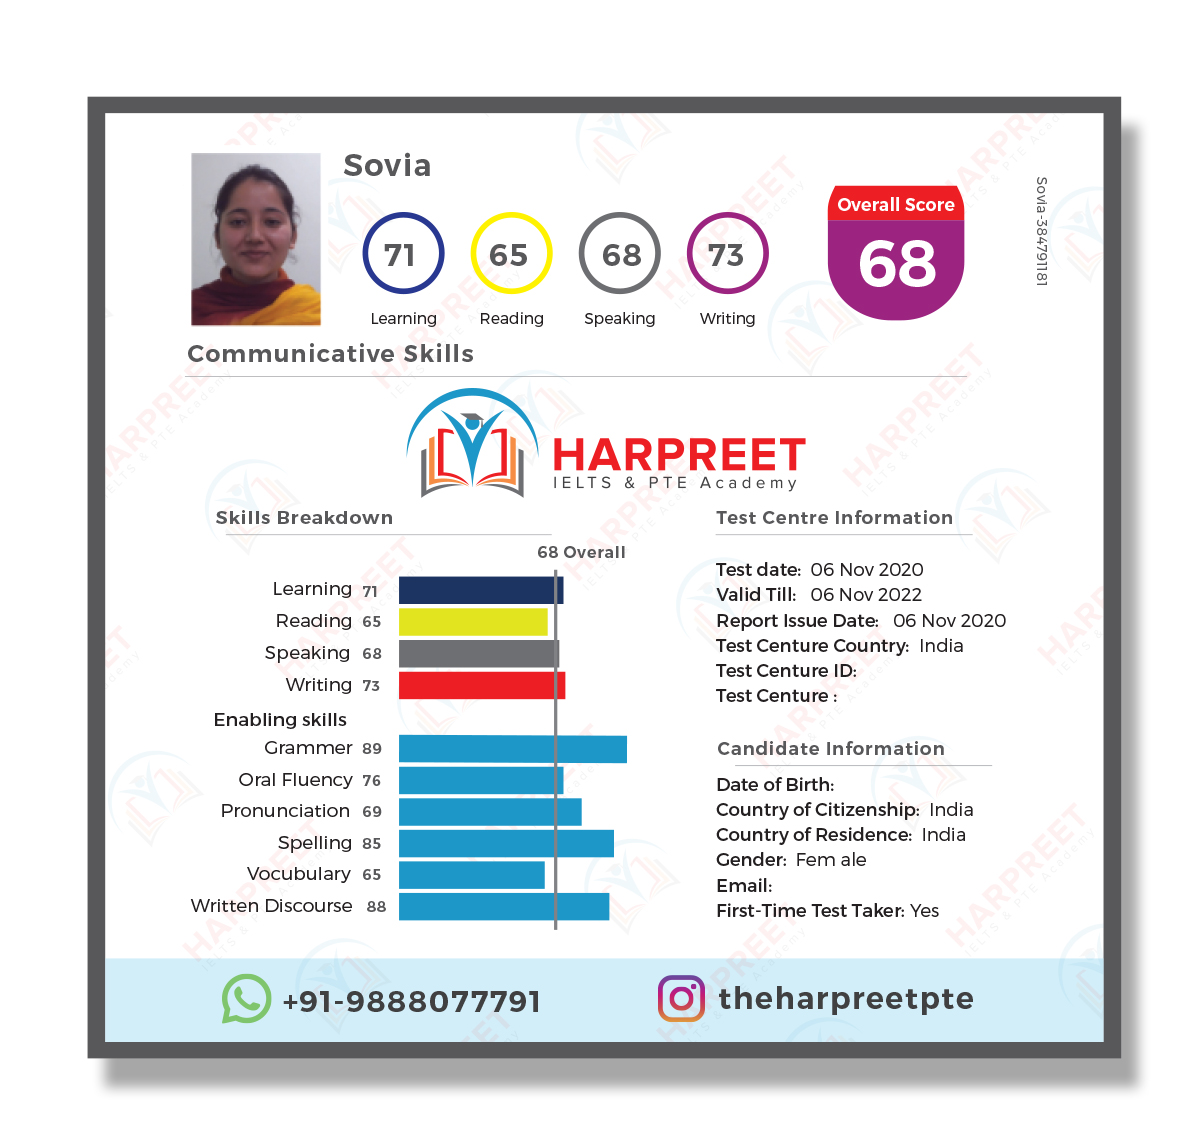 Sovia
71 65 68 73
Learning Reading Speaking Writing
Overall Score
68
Sovia-384791181
Communicative Skills
HARPREET
IELTS & PTE Academy
Skills Breakdown
68 Overall
Learning 71
Reading 65
Speaking 68
Writing 73
Enabling skills
Grammer 89
Oral Fluency 76
Pronunciation 69
Spelling 85
Vocubulary 65
Written Discourse 88
Test Centre Information
Test date: 06 Nov 2020
Valid Till: 06 Nov 2022
Report Issue Date: 06 Nov 2020
Test Centure Country: India
Test Centure ID:
Test Centure :
Candidate Information
Date of Birth:
Country of Citizenship: India
Country of Residence: India
Gender: Fem ale
Email:
First-Time Test Taker: Yes
+91-9888077791
theharpreetpte